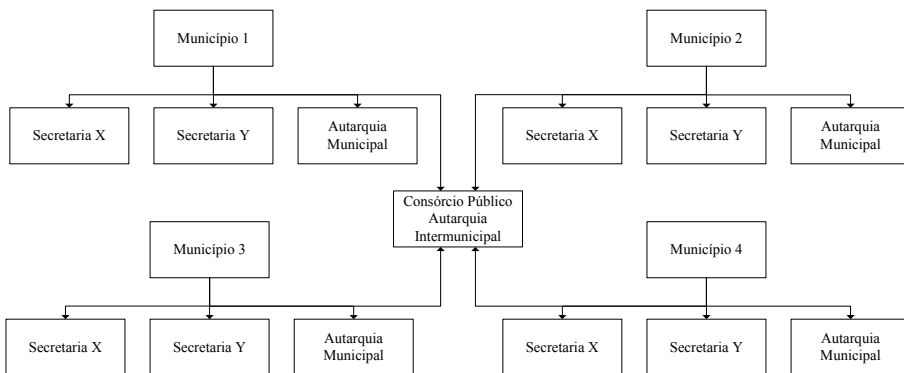 Município 1
Município 2
Secretaria X
Secretaria Y
Autarquia
Municipal
Secretaria X
Secretaria Y
Autarquia
Municipal
Consórcio Público
Autarquia
Intermunicipal
Município 3
Município 4
Secretaria X
Secretaria Y
Autarquia
Municipal
Secretaria X
Secretaria Y
Autarquia
Municipal